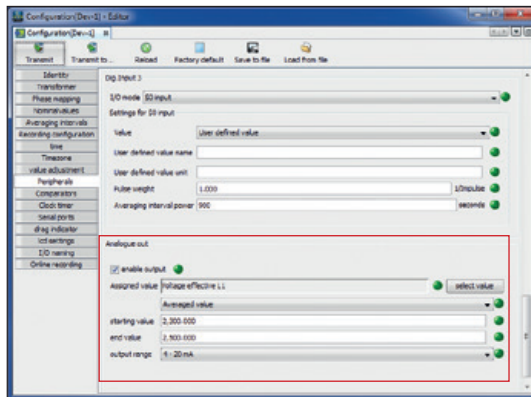 Configuration[Dev=1] - Editor
Configuration[Dev=1]
Transmit
Transmit to...
Reload
Factory default
Save to file
Load from file
Identity
Transformer
Phase mapping
Nominalvalues
Averaging intervals
Recording configuration
time
Timezone
value adjustment
Peripherals
Comparators
Clock timer
Serial ports
drag indicator
lcd settings
I/O naming
Online recording
Dig.Input 3
I/O mode S0 input
Settings for S0 input
Value User defined value
User defined value name
User defined value unit
Pulse weight 1.000 1/Impulse
Averaging interval power 900 seconds
Analogue out
enable output
Assigned value Voltage effective L1 select value
Averaged value
starting value 2,200.000
end value 2,500.000
output range 4 - 20 mA